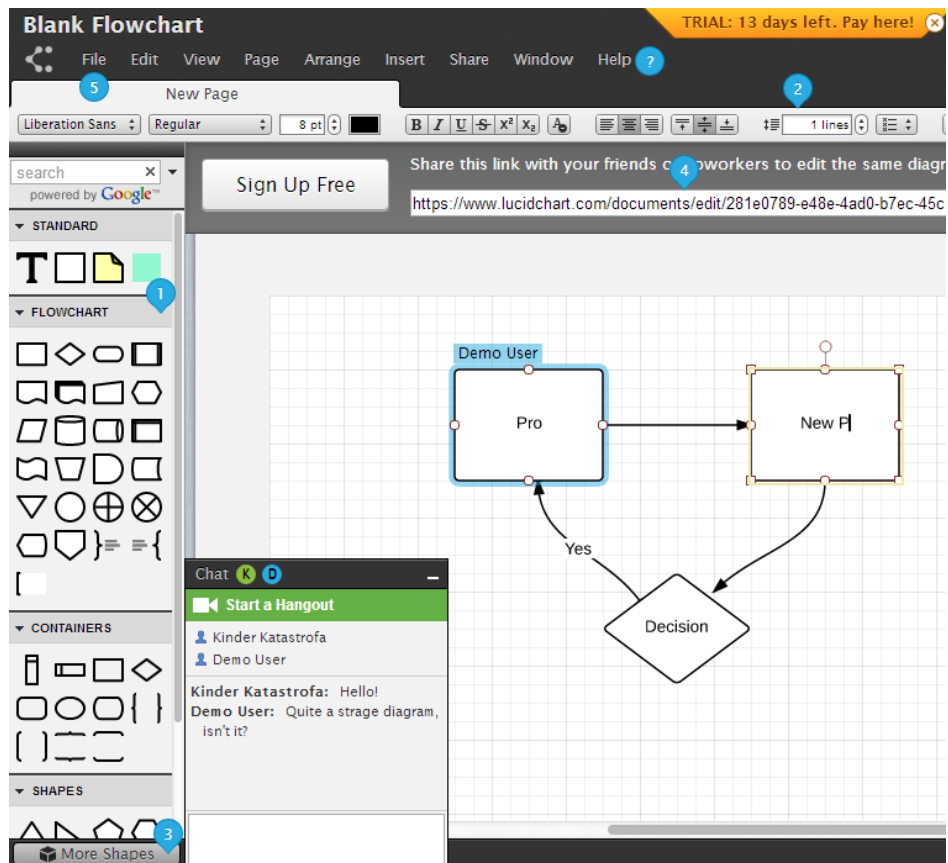 Blank Flowchart
TRIAL: 13 days left. Pay here!
File Edit View Page Arrange Insert Share Window Help ?
5
New Page
2
Liberation Sans Regular 8 pt B I U S X² X₂ A 1 lines
search
powered by Google™
Sign Up Free
Share this link with your friends o coworkers to edit the same diagr
4
https://www.lucidchart.com/documents/edit/281e0789-e48e-4ad0-b7ec-45c
STANDARD
T
1
FLOWCHART
Demo User
Pro
New P
Yes
Decision
Chat K D
Start a Hangout
Kinder Katastrofa
Demo User
Kinder Katastrofa: Hello!
Demo User: Quite a strage diagram,
isn't it?
CONTAINERS
SHAPES
3
More Shapes